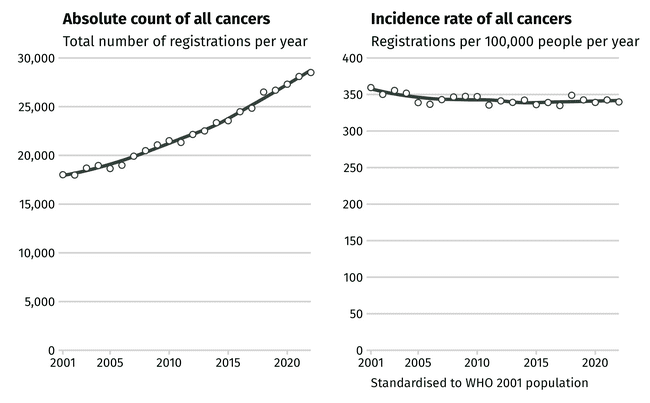 Absolute count of all cancers
Total number of registrations per year
30,000
25,000
20,000
15,000
10,000
5,000
0
2001 2005 2010 2015 2020
Incidence rate of all cancers
Registrations per 100,000 people per year
400
350
300
250
200
150
100
50
0
2001 2005 2010 2015 2020
Standardised to WHO 2001 population